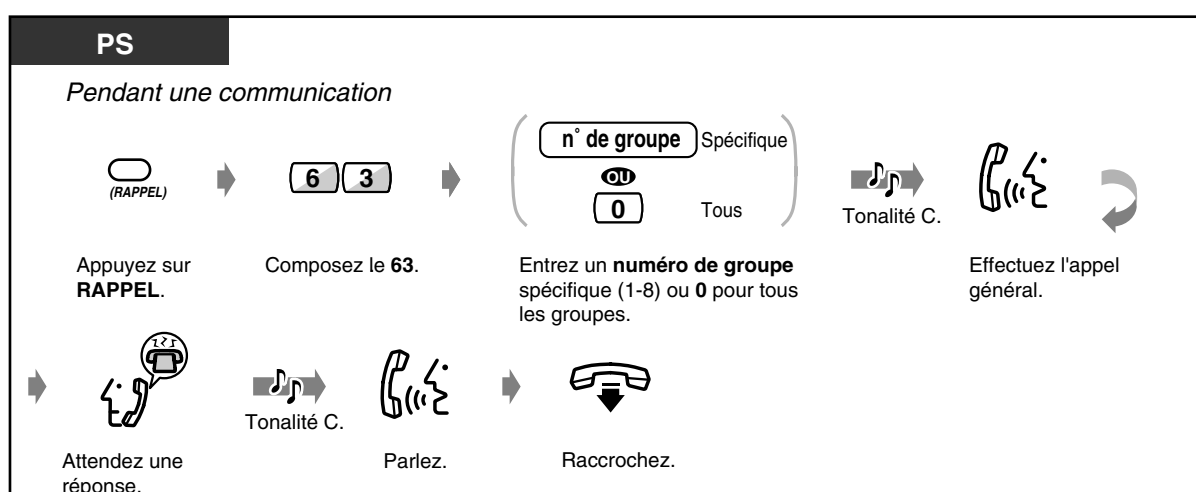 PS
Pendant une communication
(RAPPEL)
6 3
n° de groupe Spécifique
OU
0 Tous
Tonalité C.
Appuyez sur
RAPPEL.
Composez le 63.
Entrez un numéro de groupe
spécifique (1-8) ou 0 pour tous
les groupes.
Effectuez l'appel
général.
Tonalité C.
Attendez une
réponse.
Parlez.
Raccrochez.